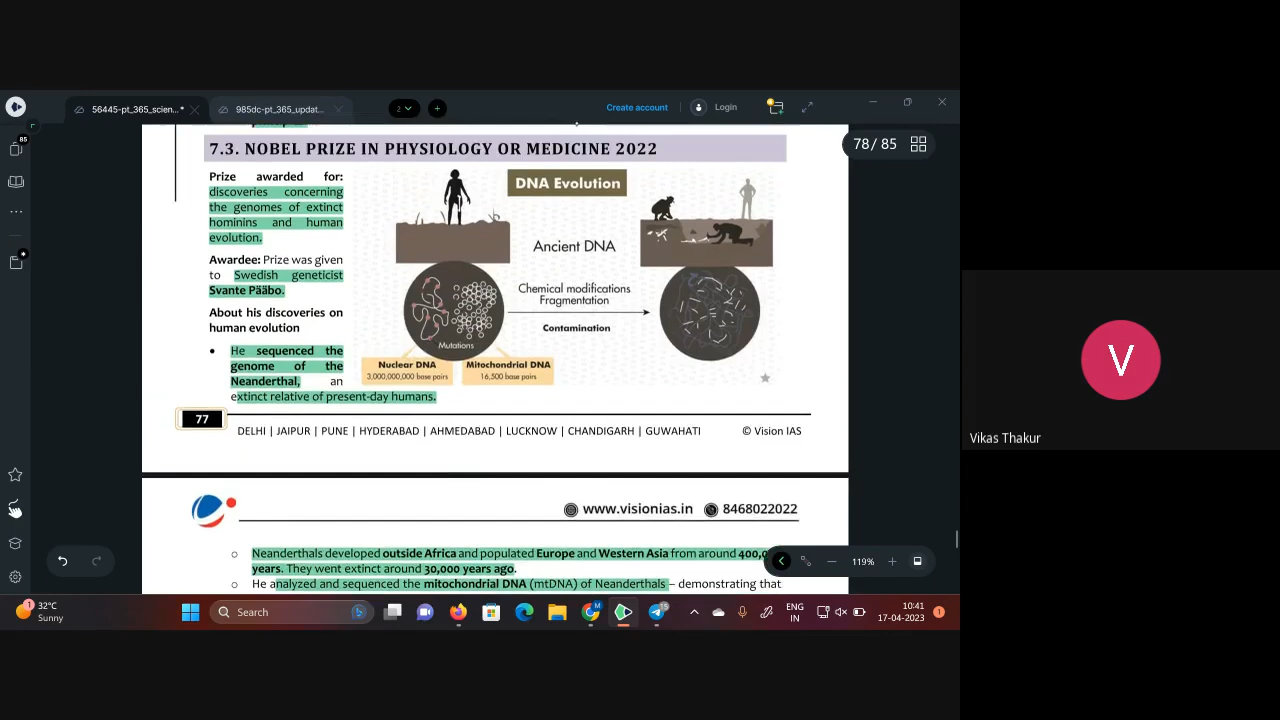 56445-pt_365_scien...*
985dc-pt_365_updat...
2
Create account
Login
85
78/ 85
7.3. NOBEL PRIZE IN PHYSIOLOGY OR MEDICINE 2022
Prize awarded for:
discoveries concerning
the genomes of extinct
hominins and human
evolution.
Awardee: Prize was given
to Swedish geneticist
Svante Pääbo.
About his discoveries on
human evolution
• He sequenced the
genome of the
Neanderthal, an
extinct relative of present-day humans.
DNA Evolution
Ancient DNA
Chemical modifications
Fragmentation
Contamination
Mutations
Nuclear DNA
3,000,000,000 base pairs
Mitochondrial DNA
16,500 base pairs
77
DELHI | JAIPUR | PUNE | HYDERABAD | AHMEDABAD | LUCKNOW | CHANDIGARH | GUWAHATI
© Vision IAS
www.visionias.in
8468022022
o Neanderthals developed outside Africa and populated Europe and Western Asia from around
years. They went extinct around 30,000 years ago.
o He analyzed and sequenced the mitochondrial DNA (mtDNA) of Neanderthals – demonstrating that
119%
V
Vikas Thakur
1
32°C
Sunny
Search
M
15
ENG
IN
10:41
17-04-2023
1